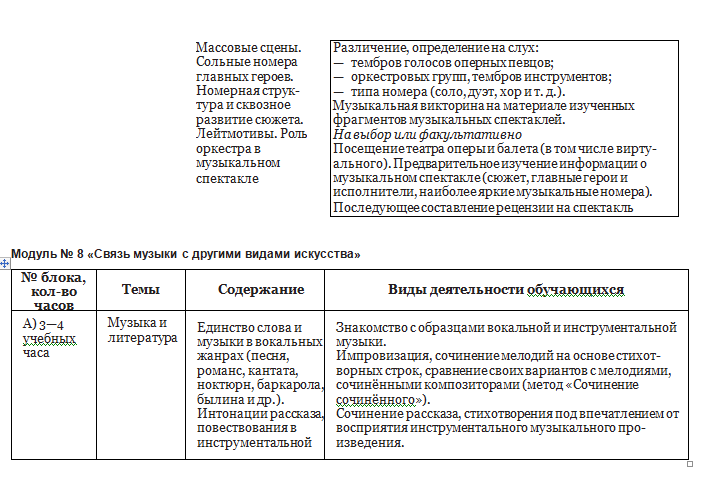 Массовые сцены.
Сольные номера
главных героев.
Номерная струк-
тура и сквозное
развитие сюжета.
Лейтмотивы. Роль
оркестра в
музыкальном
спектакле
Различение, определение на слух:
— тембров голосов оперных певцов;
— оркестровых групп, тембров инструментов;
— типа номера (соло, дуэт, хор и т. д.).
Музыкальная викторина на материале изученных
фрагментов музыкальных спектаклей.
На выбор или факультативно
Посещение театра оперы и балета (в том числе вирту-
ального). Предварительное изучение информации о
музыкальном спектакле (сюжет, главные герои и
исполнители, наиболее яркие музыкальные номера).
Последующее составление рецензии на спектакль
Модуль № 8 «Связь музыки с другими видами искусства»
№ блока,
кол-во
часов
Темы
Содержание
Виды деятельности обучающихся
А) 3—4
учебных
часа
Музыка и
литература
Единство слова и
музыки в вокальных
жанрах (песня,
романс, кантата,
ноктюрн, баркарола,
былина и др.).
Интонации рассказа,
повествования в
инструментальной
Знакомство с образцами вокальной и инструментальной
музыки.
Импровизация, сочинение мелодий на основе стихот-
ворных строк, сравнение своих вариантов с мелодиями,
сочинёнными композиторами (метод «Сочинение
сочинённого»).
Сочинение рассказа, стихотворения под впечатлением от
восприятия инструментального музыкального про-
изведения.